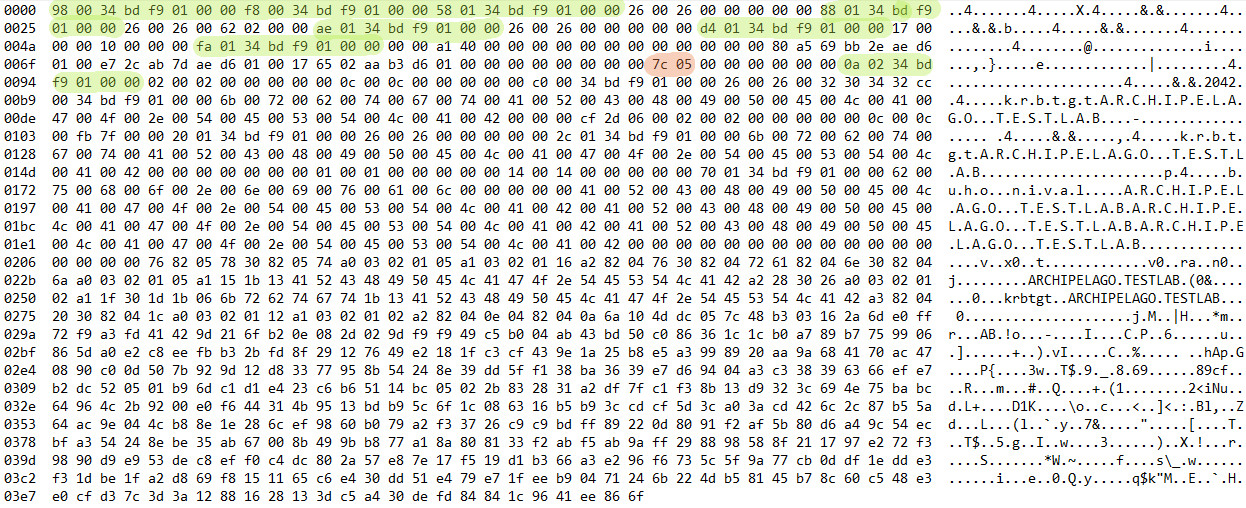 0000 98 00 34 bd f9 01 00 00 f8 00 34 bd f9 01 00 00 58 01 34 bd f9 01 00 00 26 00 26 00 00 00 00 00 88 01 34 bd f9 ..4.......4.....X.4.....&.&.......4..
0025 01 00 00 26 00 26 00 62 02 00 00 ae 01 34 bd f9 01 00 00 26 00 26 00 00 00 00 00 d4 01 34 bd f9 01 00 00 17 00 ...&.&.b.....4.....&.&.......4.......
004a 00 00 10 00 00 00 fa 01 34 bd f9 01 00 00 00 00 a1 40 00 00 00 00 00 00 00 00 00 00 00 00 80 a5 69 bb 2e ae d6 ........4........@..............i....
006f 01 00 e7 2c ab 7d ae d6 01 00 17 65 02 aa b3 d6 01 00 00 00 00 00 00 00 00 7c 05 00 00 00 00 00 00 0a 02 34 bd ...,.}.....e.............|.........4.
0094 f9 01 00 00 02 00 02 00 00 00 00 00 0c 00 0c 00 00 00 00 00 c0 00 34 bd f9 01 00 00 26 00 26 00 32 30 34 32 cc ......................4.....&.&.2042.
00b9 00 34 bd f9 01 00 00 6b 00 72 00 62 00 74 00 67 00 74 00 41 00 52 00 43 00 48 00 49 00 50 00 45 00 4c 00 41 00 .4.....k.r.b.t.g.t.A.R.C.H.I.P.E.L.A.
00de 47 00 4f 00 2e 00 54 00 45 00 53 00 54 00 4c 00 41 00 42 00 00 00 cf 2d 06 00 02 00 02 00 00 00 00 00 0c 00 0c G.O...T.E.S.T.L.A.B....-.............
0103 00 fb 7f 00 00 20 01 34 bd f9 01 00 00 26 00 26 00 00 00 00 00 2c 01 34 bd f9 01 00 00 6b 00 72 00 62 00 74 00 ..... .4.....&.&.....,.4.....k.r.b.t.
0128 67 00 74 00 41 00 52 00 43 00 48 00 49 00 50 00 45 00 4c 00 41 00 47 00 4f 00 2e 00 54 00 45 00 53 00 54 00 4c g.t.A.R.C.H.I.P.E.L.A.G.O...T.E.S.T.L
014d 00 41 00 42 00 00 00 00 00 00 01 00 01 00 00 00 00 00 14 00 14 00 00 00 00 00 70 01 34 bd f9 01 00 00 62 00 .A.B......................p.4.....b.
0172 75 00 68 00 6f 00 2e 00 6e 00 69 00 76 00 61 00 6c 00 00 00 00 00 41 00 52 00 43 00 48 00 49 00 50 00 45 00 4c u.h.o...n.i.v.a.l.....A.R.C.H.I.P.E.L
0197 00 41 00 47 00 4f 00 2e 00 54 00 45 00 53 00 54 00 4c 00 41 00 42 00 41 00 52 00 43 00 48 00 49 00 50 00 45 00 .A.G.O...T.E.S.T.L.A.B.A.R.C.H.I.P.E.
01bc 4c 00 41 00 47 00 4f 00 2e 00 54 00 45 00 53 00 54 00 4c 00 41 00 42 00 41 00 52 00 43 00 48 00 49 00 50 00 45 L.A.G.O...T.E.S.T.L.A.B.A.R.C.H.I.P.E
01e1 00 4c 00 41 00 47 00 4f 00 2e 00 54 00 45 00 53 00 54 00 4c 00 41 00 42 00 00 00 00 00 00 00 00 00 00 00 00 00 .L.A.G.O...T.E.S.T.L.A.B.............
0206 00 00 00 00 76 82 05 78 30 82 05 74 a0 03 02 01 05 a1 03 02 01 16 a2 82 04 76 30 82 04 72 61 82 04 6e 30 82 04 ....v..x0..t.............v0..ra..n0..
022b 6a a0 03 02 01 05 a1 15 1b 13 41 52 43 48 49 50 45 4c 41 47 4f 2e 54 45 53 54 4c 41 42 a2 28 30 26 a0 03 02 01 j.........ARCHIPELAGO.TESTLAB.(0&....
0250 02 a1 1f 30 1d 1b 06 6b 72 62 74 67 74 1b 13 41 52 43 48 49 50 45 4c 41 47 4f 2e 54 45 53 54 4c 41 42 a3 82 04 ...0...krbtgt..ARCHIPELAGO.TESTLAB...
0275 20 30 82 04 1c a0 03 02 01 12 a1 03 02 01 02 a2 82 04 0e 04 82 04 0a 6a 10 4d dc 05 7c 48 b3 03 16 2a 6d e0 ff  0.....................j.M..|H...*m..
029a 72 f9 a3 fd 41 42 9d 21 6f b2 0e 08 2d 02 9d f9 f9 49 c5 b0 04 ab 43 bd 50 c0 86 36 1c 1c b0 a7 89 b7 75 99 06 r...AB.!o...-....I....C.P..6......u..
02bf 86 5d a0 e2 c8 ee fb b3 2b fd 8f 29 12 76 49 e2 18 1f c3 cf 43 9e 1a 25 b8 e5 a3 99 89 20 aa 9a 68 41 70 ac 47 .]......+..).vI.....C..%..... ..hAp.G
02e4 08 90 c0 0d 50 7b 92 9d 12 d8 33 77 95 8b 54 24 8e 39 dd 5f f1 38 ba 36 39 e7 d6 94 04 a3 c3 38 39 63 66 ef e7 ....P{....3w..T$.9._.8.69......89cf..
0309 b2 dc 52 05 01 b9 6d c1 d1 e4 23 c6 b6 51 14 bc 05 02 2b 83 28 31 a2 df 7f c1 f3 8b 13 d9 32 3c 69 4e 75 ba bc ..R...m...#..Q....+.(1.......2<iNu..
032e 64 96 4c 2b 92 00 e0 f6 44 31 4b 95 13 bd b9 5c 6f 1c 08 63 16 b5 b9 3c cd cf 5d 3c a0 3a cd 42 6c 2c 87 b5 5a d.L+....D1K....\o..c...<..]<.:.Bl,..Z
0353 64 ac 9e 04 4c b8 8e 1e 28 6c ef 98 60 b0 79 a2 f3 37 26 c9 c9 bd ff 89 22 0d 80 91 f2 af 5b 80 d6 a4 9c 54 ed d...L...(l..`.y..7&.....".....[....T.
0378 bf a3 54 24 8e be 35 ab 67 00 8b 49 9b b8 77 a1 8a 80 81 33 f2 ab f5 ab 9a ff 29 88 98 58 8f 21 17 97 e2 72 f3 ..T$..5.g..I..w....3......)..X.!...r.
039d 98 90 d9 e9 53 de c8 ef f0 c4 dc 80 2a 57 e8 7e 17 f5 19 d1 b3 66 a3 e2 96 f6 73 5c 5f 9a 77 cb 0d df 1e dd e3 ....S.......*W.~.....f....s\_.w......
03c2 f3 1d be 1f a2 d8 69 f8 15 11 65 c6 e4 30 dd 51 e4 79 e7 1f ee b9 04 71 24 6b 22 4d b5 81 45 b7 8c 60 c5 48 e3 ......i...e..0.Q.y.....q$k"M..E..`.H.
03e7 e0 cf d3 7c 3d 3a 12 88 16 28 13 3d c5 a4 30 de fd 84 84 1c 96 41 ee 86 6f